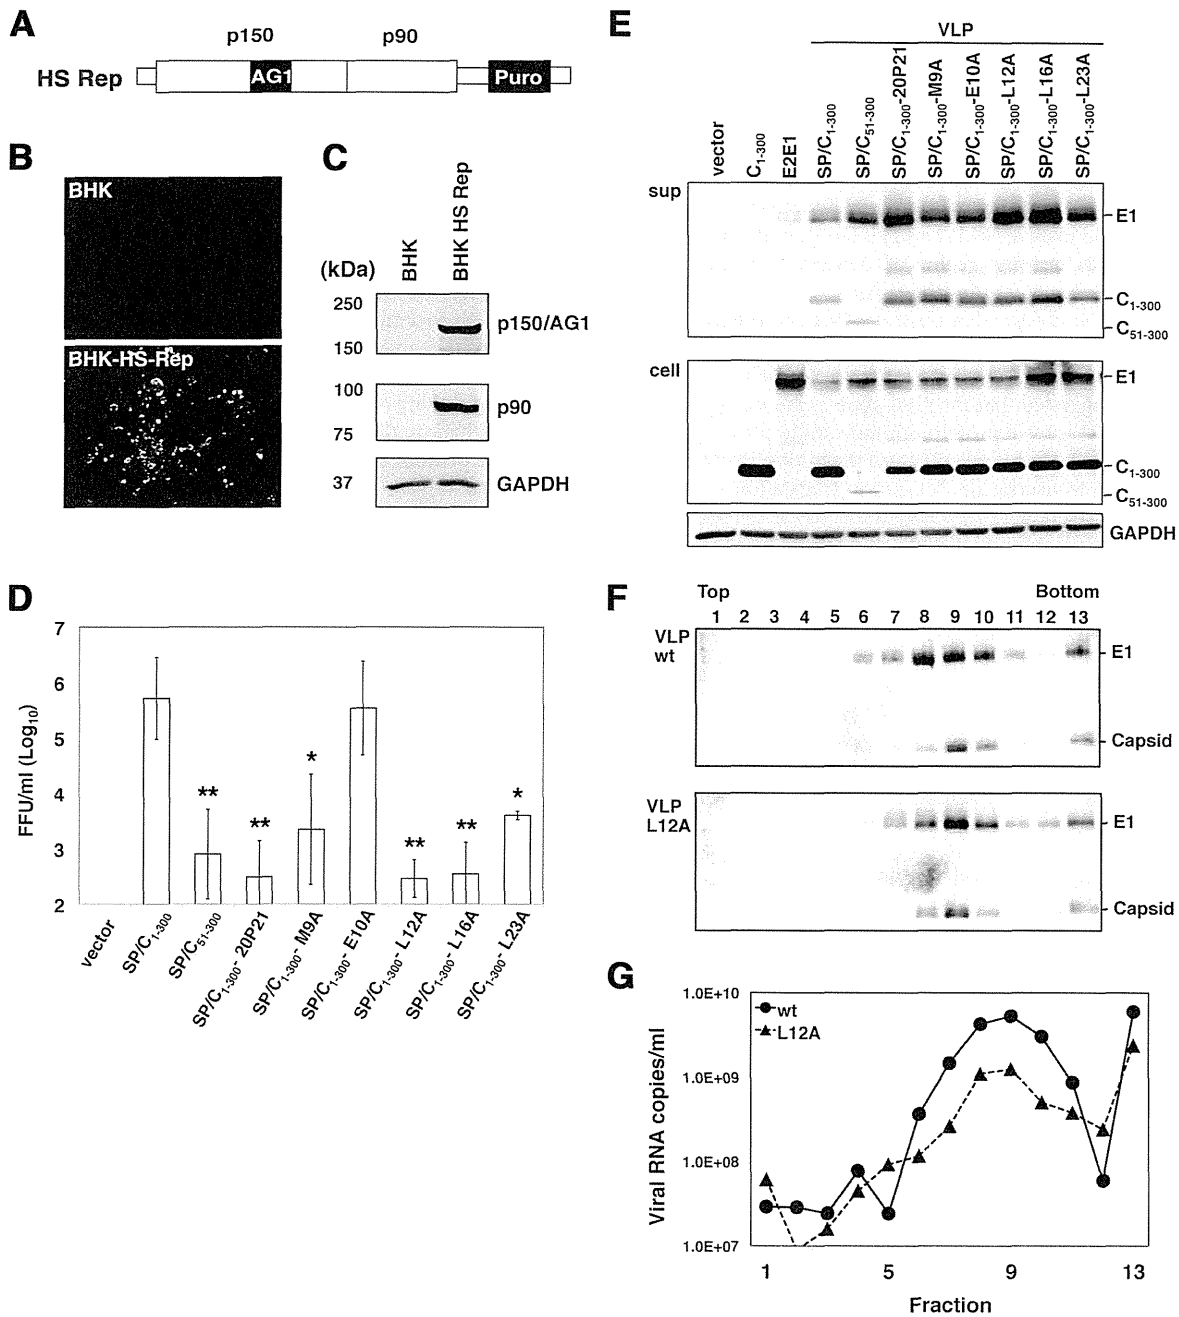 A
p150 p90
HS Rep AG1 Puro
B
BHK
BHK-HS-Rep
C
BHK
BHK HS Rep
(kDa)
250
150
p150/AG1
100
75
p90
37
GAPDH
D
FFU/ml (Log10)
7
6
5
4
3
2
** ** * ** ** *
vector
SP/C1-300
SP/C51-300
SP/C1-300- 20P21
SP/C1-300- M9A
SP/C1-300- E10A
SP/C1-300- L12A
SP/C1-300- L16A
SP/C1-300- L23A
E
VLP
vector
C1-300
E2E1
SP/C1-300
SP/C51-300
SP/C1-300-20P21
SP/C1-300-M9A
SP/C1-300-E10A
SP/C1-300-L12A
SP/C1-300-L16A
SP/C1-300-L23A
sup
E1
C1-300
C51-300
cell
E1
C1-300
C51-300
GAPDH
F
Top Bottom
1 2 3 4 5 6 7 8 9 10 11 12 13
VLP
wt
E1
Capsid
VLP
L12A
E1
Capsid
G
Viral RNA copies/ml
1.0E+10
1.0E+09
1.0E+08
1.0E+07
wt
L12A
1 5 9 13
Fraction